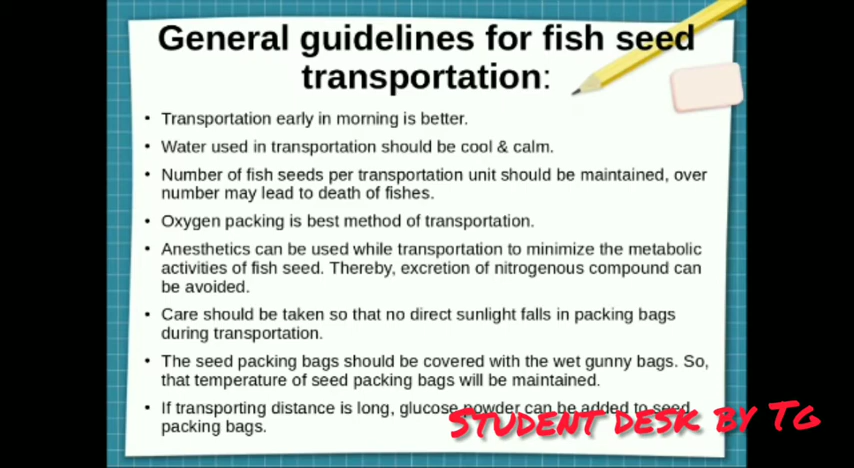 General guidelines for fish seed
transportation:
• Transportation early in morning is better.
• Water used in transportation should be cool & calm.
• Number of fish seeds per transportation unit should be maintained, over
number may lead to death of fishes.
• Oxygen packing is best method of transportation.
• Anesthetics can be used while transportation to minimize the metabolic
activities of fish seed. Thereby, excretion of nitrogenous compound can
be avoided.
• Care should be taken so that no direct sunlight falls in packing bags
during transportation.
• The seed packing bags should be covered with the wet gunny bags. So,
that temperature of seed packing bags will be maintained.
• If transporting distance is long, glucose powder can be added to seed
packing bags.
Student desk by Tg